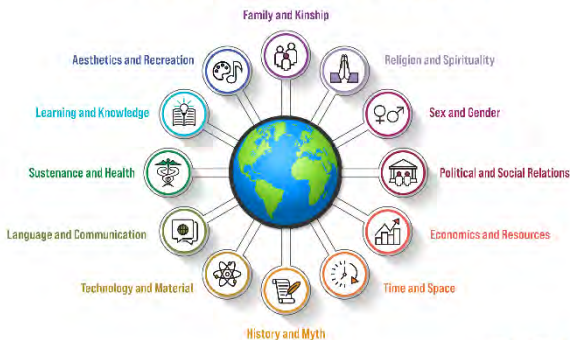 Family and Kinship
Aesthetics and Recreation
Religion and Spirituality
Learning and Knowledge
Sex and Gender
Sustenance and Health
Political and Social Relations
Language and Communication
Economics and Resources
Technology and Material
Time and Space
History and Myth